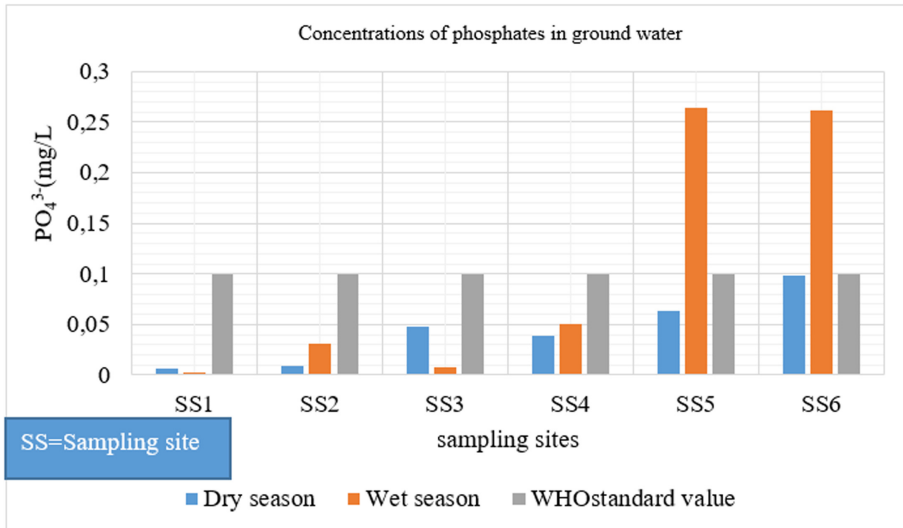 Concentrations of phosphates in ground water
PO₄³⁻(mg/L
0,3
0,25
0,2
0,15
0,1
0,05
0
SS1 SS2 SS3 SS4 SS5 SS6
sampling sites
SS=Sampling site
Dry season Wet season WHOstandard value